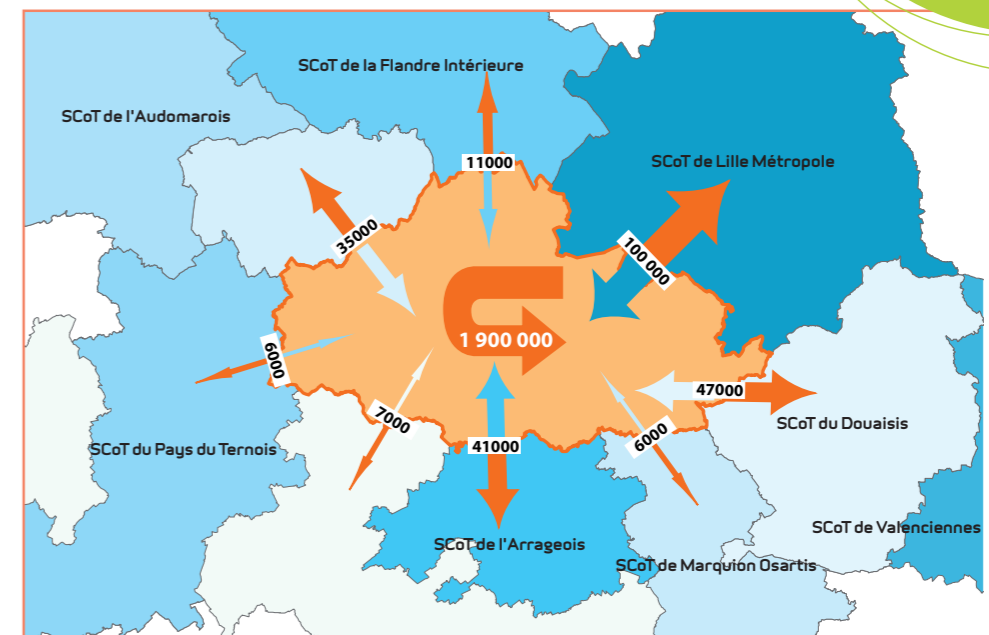 SCoT de la Flandre Intérieure
SCoT de l'Audomarois
SCoT de Lille Métropole
11000
35000
100 000
1 900 000
6000
47000
7000
SCoT du Douaisis
6000
41000
SCoT du Pays du Ternois
SCoT de Valenciennes
SCoT de l'Arrageois
SCoT de Marquion Osartis